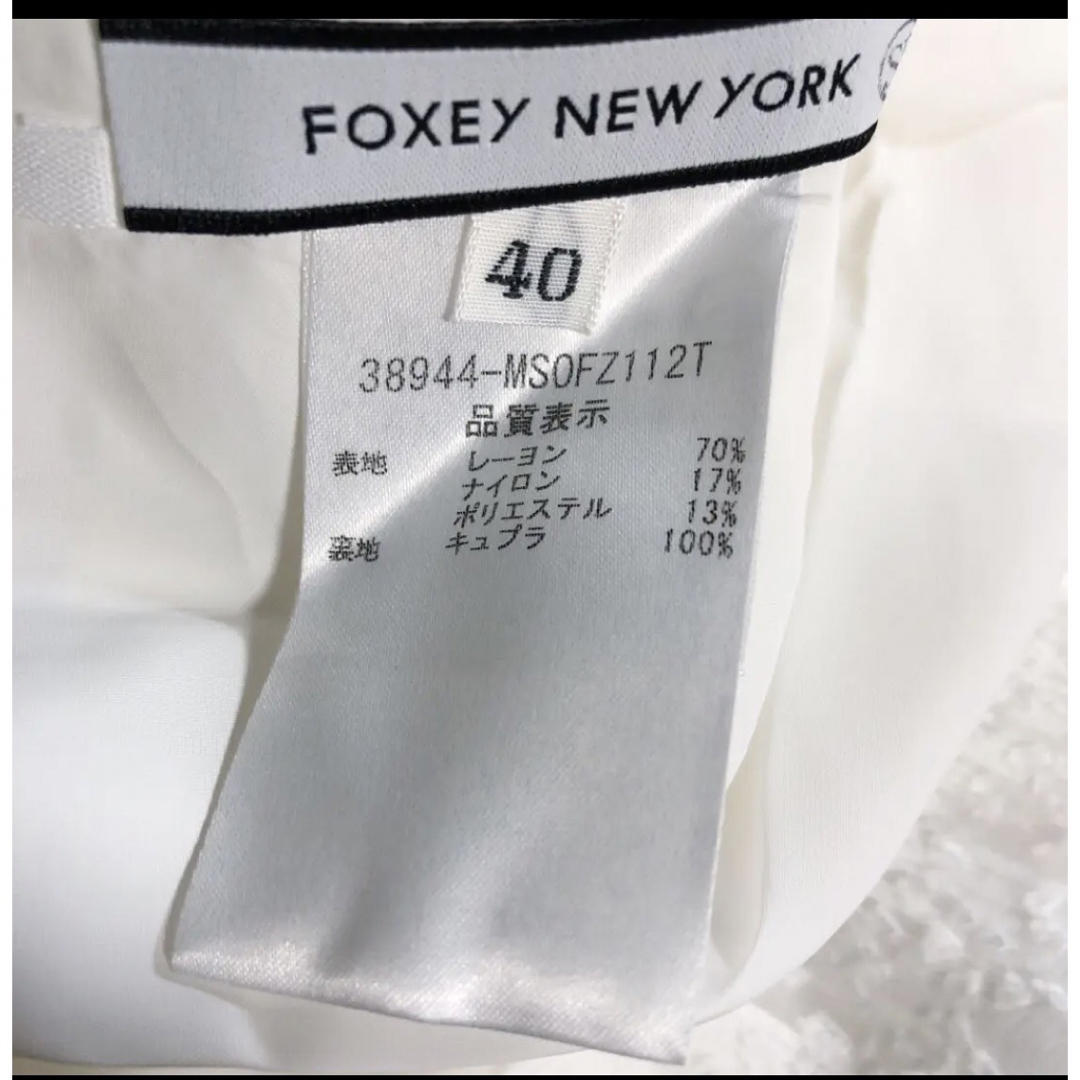 FOXEY NEW YORK
40
38944-MSOFZ112T
品質表示
表地 レーヨン 70%
ナイロン 17%
ポリエステル 13%
裏地 キュプラ 100%